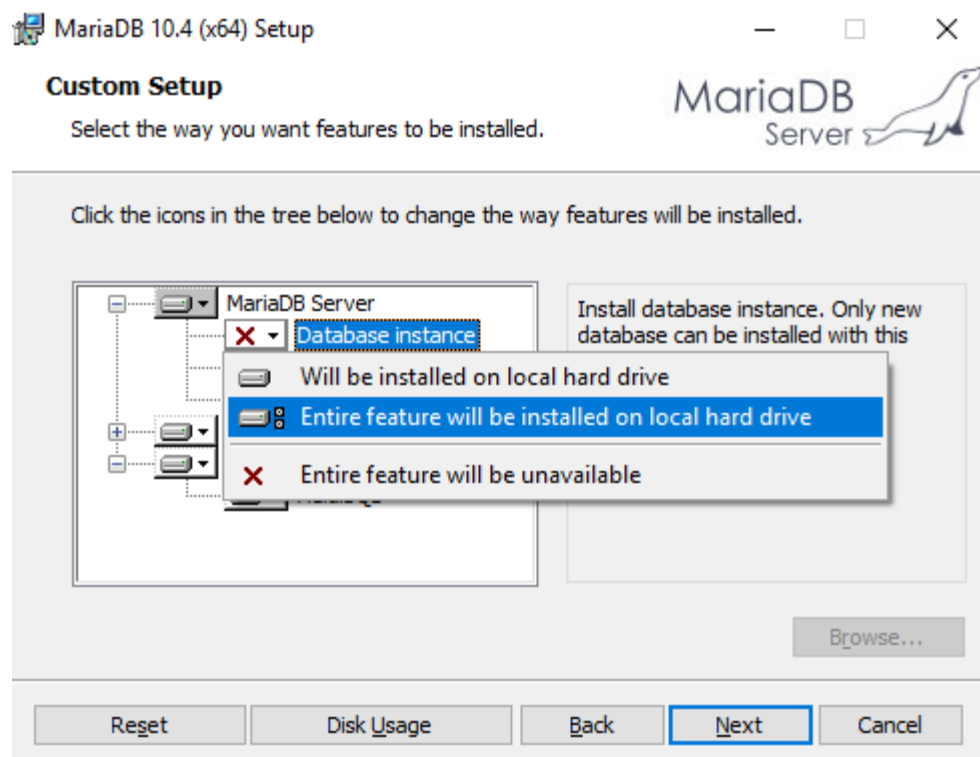 MariaDB 10.4 (x64) Setup
Custom Setup
Select the way you want features to be installed.
MariaDB
Server
Click the icons in the tree below to change the way features will be installed.
MariaDB Server
Database instance
Install database instance. Only new
database can be installed with this
Will be installed on local hard drive
Entire feature will be installed on local hard drive
Entire feature will be unavailable
Browse...
Reset
Disk Usage
Back
Next
Cancel